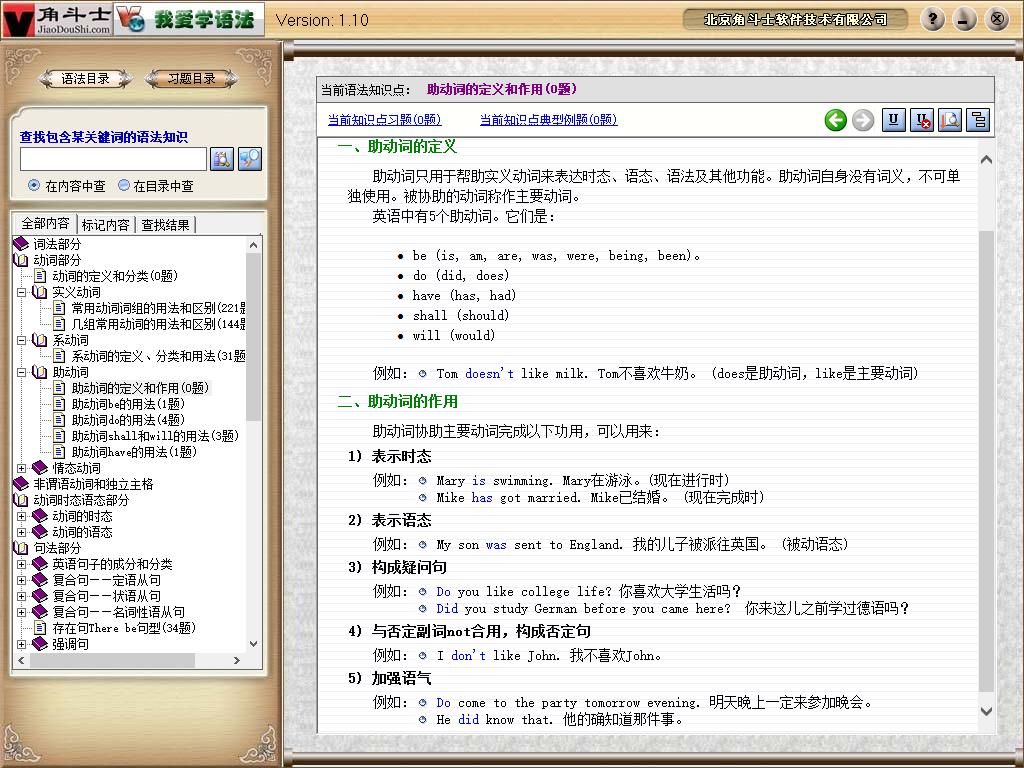 角斗士
JiaoDouShi.com
我爱学语法
Version: 1.10
北京角斗士软件技术有限公司
语法目录
习题目录
查找包含某关键词的语法知识
在内容中查
在目录中查
全部内容
标记内容
查找结果
词法部分
动词部分
动词的定义和分类(0题)
实义动词
常用动词词组的用法和区别(221题
几组常用动词的用法和区别(144题
系动词
系动词的定义、分类和用法(31题
助动词
助动词的定义和作用(0题)
助动词be的用法(1题)
助动词do的用法(4题)
助动词shall和will的用法(3题)
助动词have的用法(1题)
情态动词
非谓语动词和独立主格
动词时态语态部分
动词的时态
动词的语态
句法部分
英语句子的成分和分类
复合句——定语从句
复合句——状语从句
复合句——名词性语从句
存在句There be句型(34题)
强调句
当前语法知识点: 助动词的定义和作用(0题)
当前知识点习题(0题)
当前知识点典型例题(0题)
一、助动词的定义
助动词只用于帮助实义动词来表达时态、语态、语法及其他功能。助动词自身没有词义，不可单
独使用。被协助的动词称作主要动词。
英语中有5个助动词。它们是：
be (is, am, are, was, were, being, been)。
do (did, does)
have (has, had)
shall (should)
will (would)
例如： Tom doesn't like milk. Tom不喜欢牛奶。 (does是助动词，like是主要动词)
二、助动词的作用
助动词协助主要动词完成以下功用，可以用来：
1) 表示时态
例如： Mary is swimming. Mary在游泳。(现在进行时)
Mike has got married. Mike已结婚。 (现在完成时)
2) 表示语态
例如： My son was sent to England. 我的儿子被派往英国。 (被动语态)
3) 构成疑问句
例如： Do you like college life? 你喜欢大学生活吗？
Did you study German before you came here? 你来这儿之前学过德语吗？
4) 与否定副词not合用，构成否定句
例如： I don't like John. 我不喜欢John。
5) 加强语气
例如： Do come to the party tomorrow evening. 明天晚上一定来参加晚会。
He did know that. 他的确知道那件事。